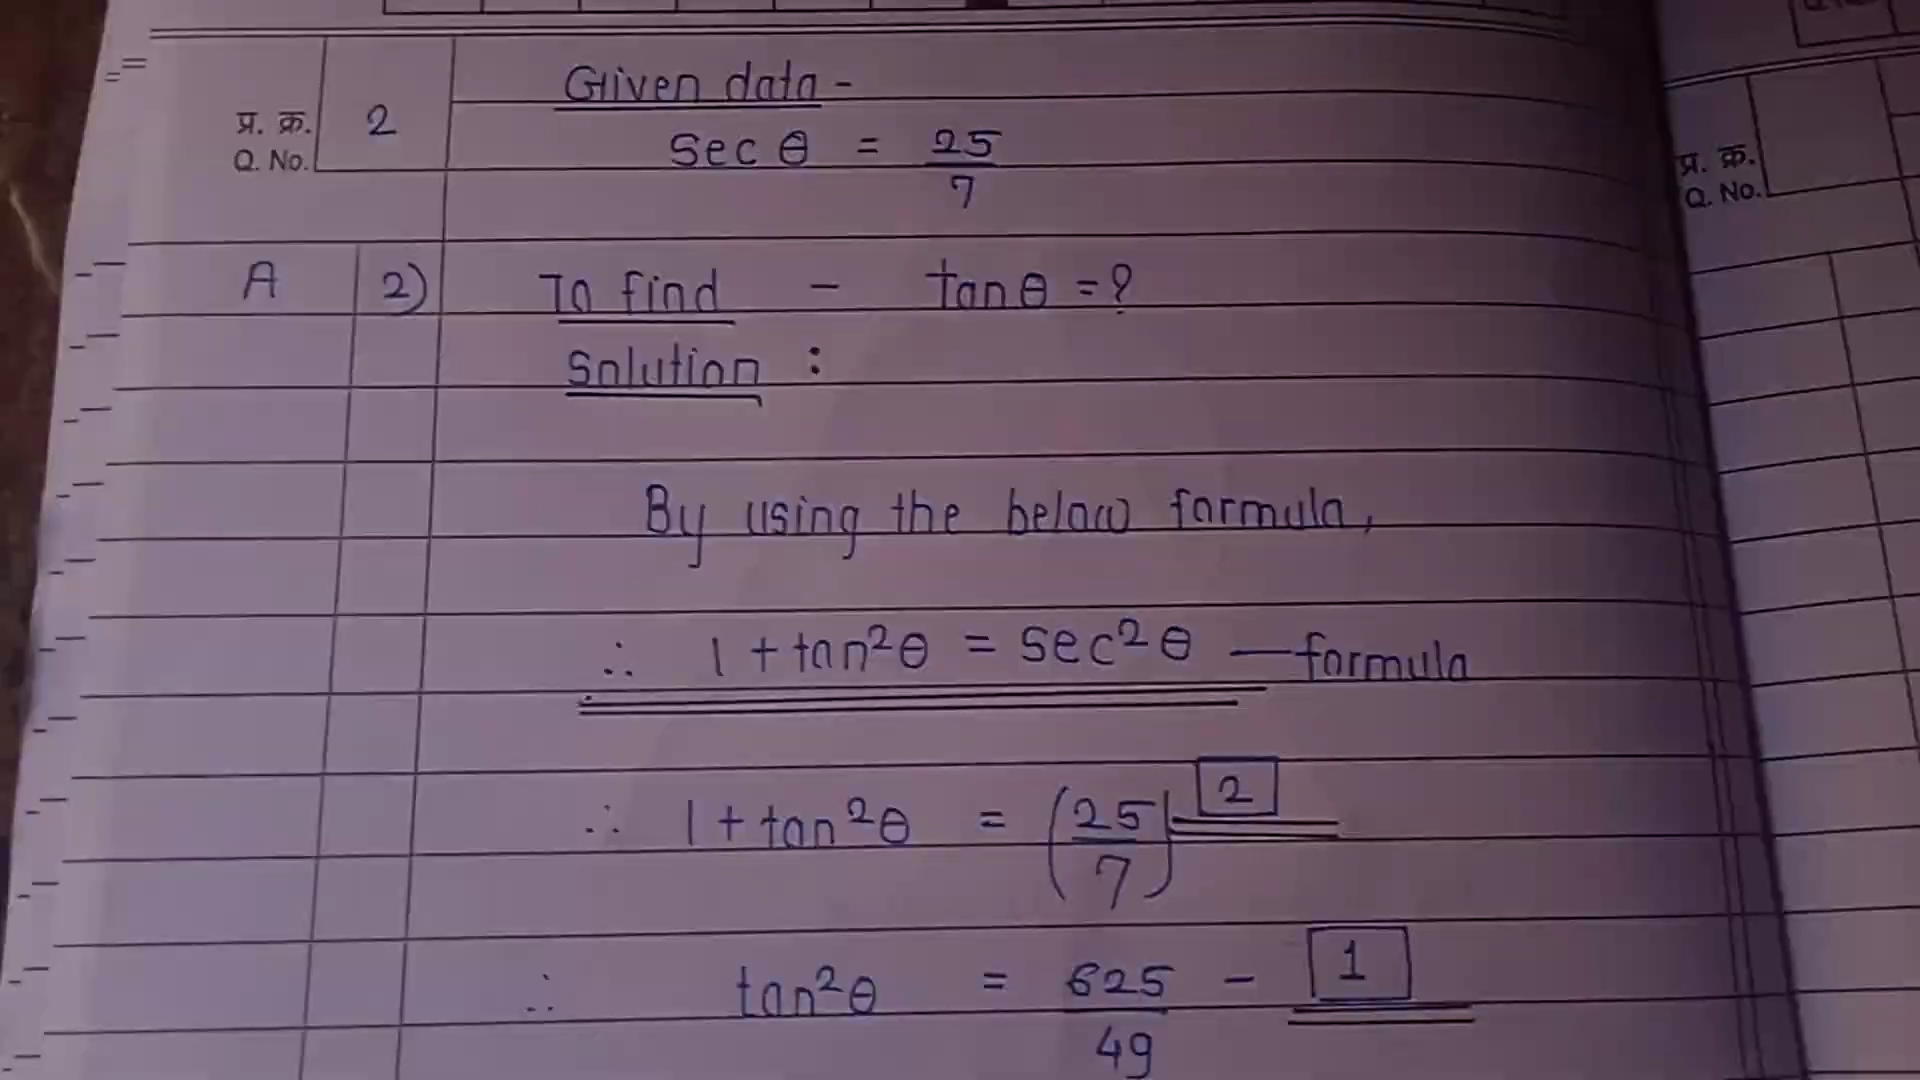 Given data -
प्र. क्र. 2
Q. No.
sec θ = 25/7
A 2) To find - tan θ = ?
Solution :
By using the below formula,
∴ 1 + tan²θ = sec²θ — formula
∴ 1 + tan²θ = (25/7)²
∴ tan²θ = 625/49 - 1
प्र. क्र.
Q. No.